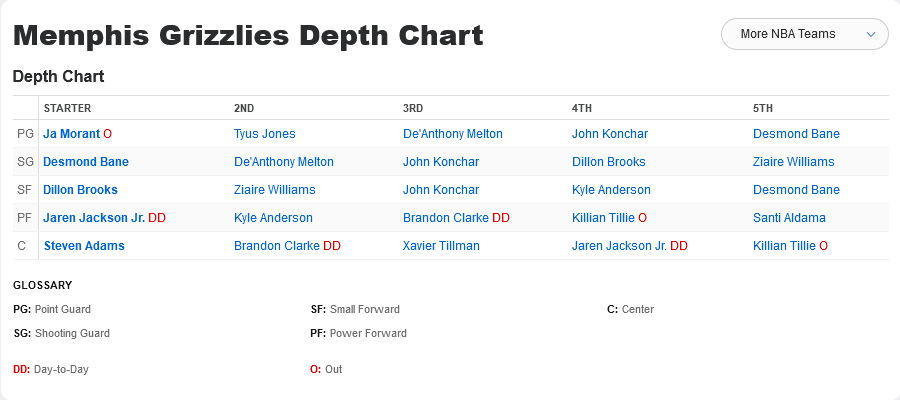 Memphis Grizzlies Depth Chart
More NBA Teams
Depth Chart
STARTER 2ND 3RD 4TH 5TH
PG Ja Morant O Tyus Jones De'Anthony Melton John Konchar Desmond Bane
SG Desmond Bane De'Anthony Melton John Konchar Dillon Brooks Ziaire Williams
SF Dillon Brooks Ziaire Williams John Konchar Kyle Anderson Desmond Bane
PF Jaren Jackson Jr. DD Kyle Anderson Brandon Clarke DD Killian Tillie O Santi Aldama
C Steven Adams Brandon Clarke DD Xavier Tillman Jaren Jackson Jr. DD Killian Tillie O
GLOSSARY
PG: Point Guard SF: Small Forward C: Center
SG: Shooting Guard PF: Power Forward
DD: Day-to-Day O: Out